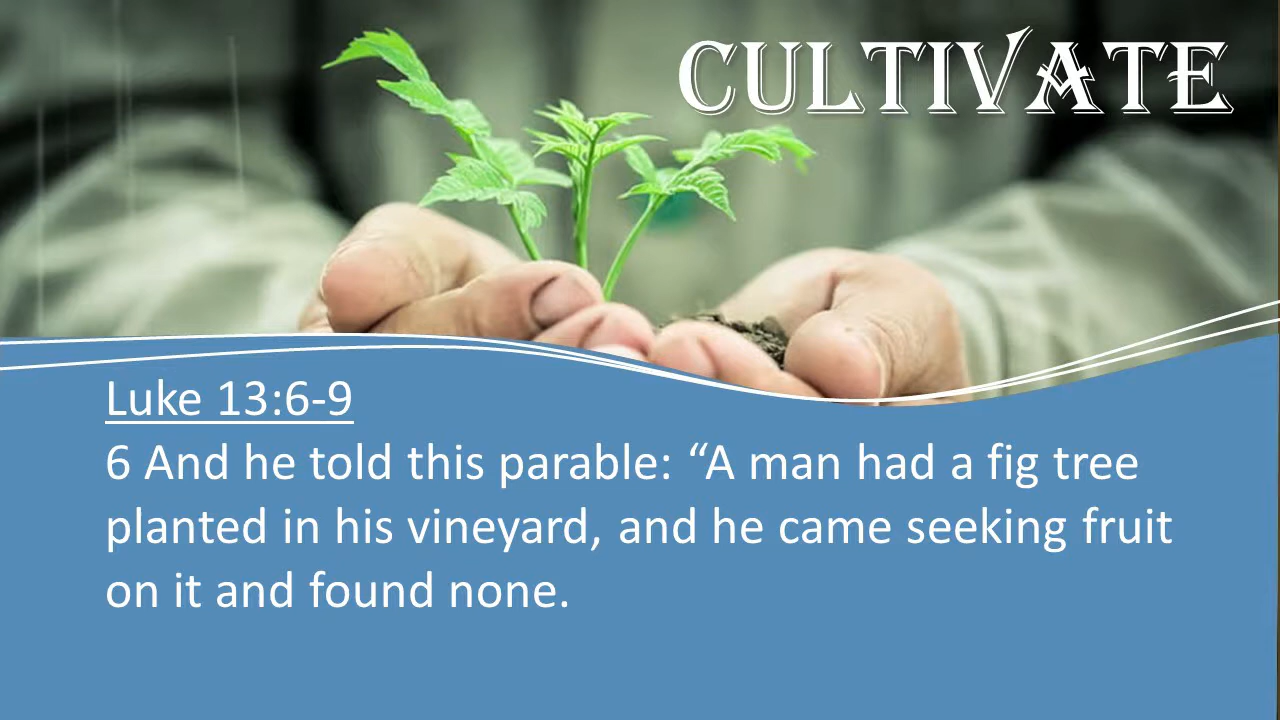 CULTIVATE
Luke 13:6-9
6 And he told this parable: “A man had a fig tree
planted in his vineyard, and he came seeking fruit
on it and found none.